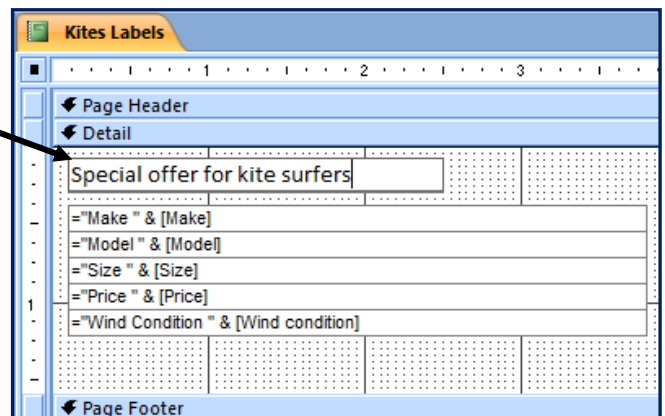 Kites Labels
1 2 3
Page Header
Detail
Special offer for kite surfers
="Make " & [Make]
="Model " & [Model]
="Size " & [Size]
="Price " & [Price]
1
="Wind Condition " & [Wind condition]
Page Footer